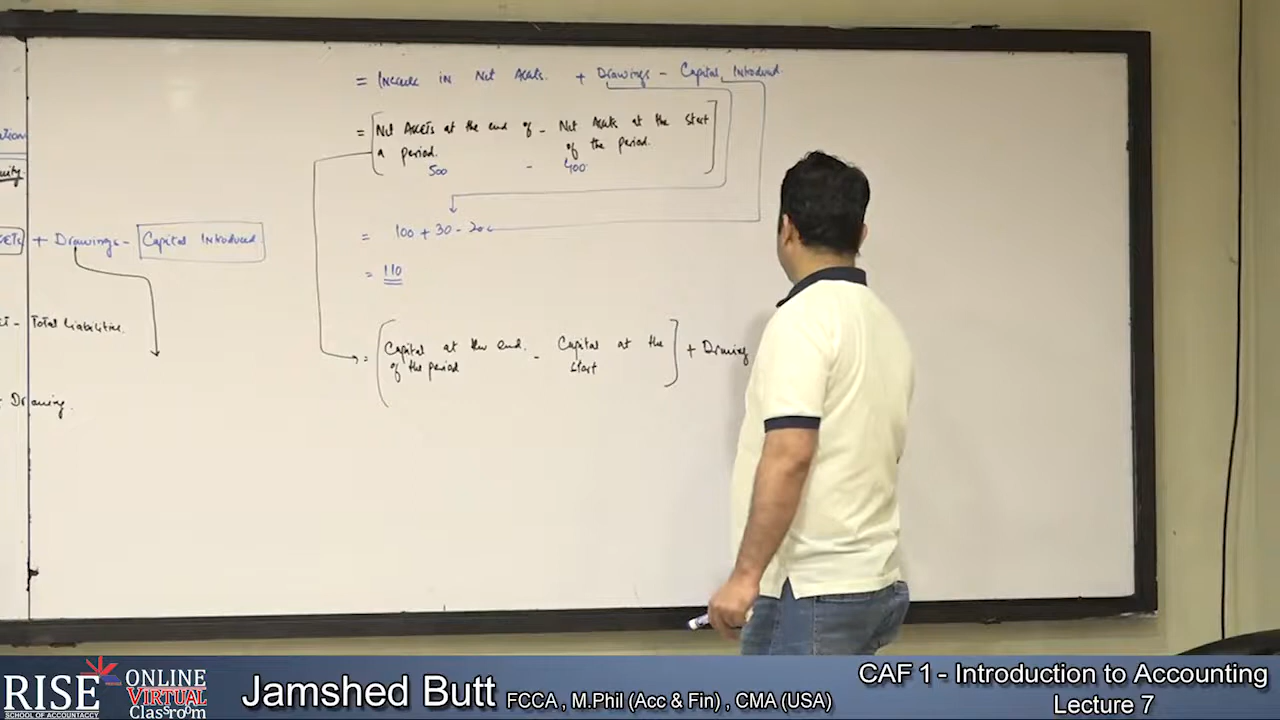 = Increase in Net Assets. + Drawings - Capital Introduced.
= [Net Assets at the end of - Net Assets at the start
a period. of the period.]
500 - 400
= 100 + 30 - 20
= 110
= [Capital at the end. - Capital at the
of the period start] + Drawing
+ Drawings - Capital Introduced
- Total Liabilities.
Drawing.
RISE
SCHOOL OF ACCOUNTACY
ONLINE
VIRTUAL
Classroom
Jamshed Butt FCCA , M.Phil (Acc & Fin) , CMA (USA)
CAF 1 - Introduction to Accounting
Lecture 7